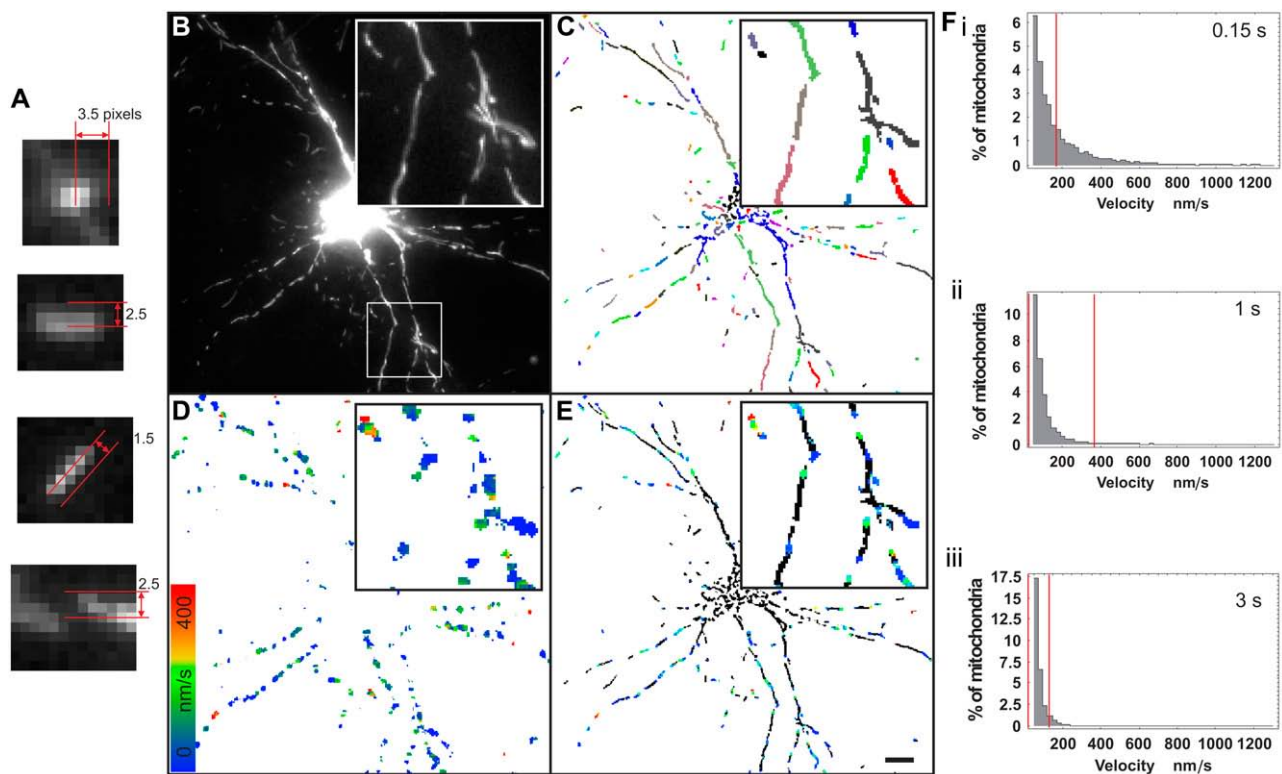 A
3.5 pixels
2.5
1.5
2.5
B
C
D
400
nm/s
0
E
F i
0.15 s
% of mitochondria
6
5
4
3
2
1
0
200 400 600 800 1000 1200
Velocity nm/s
ii
1 s
% of mitochondria
10
8
6
4
2
0
200 400 600 800 1000 1200
Velocity nm/s
iii
3 s
% of mitochondria
17.5
15
12.5
10
7.5
5
2.5
0
200 400 600 800 1000 1200
Velocity nm/s